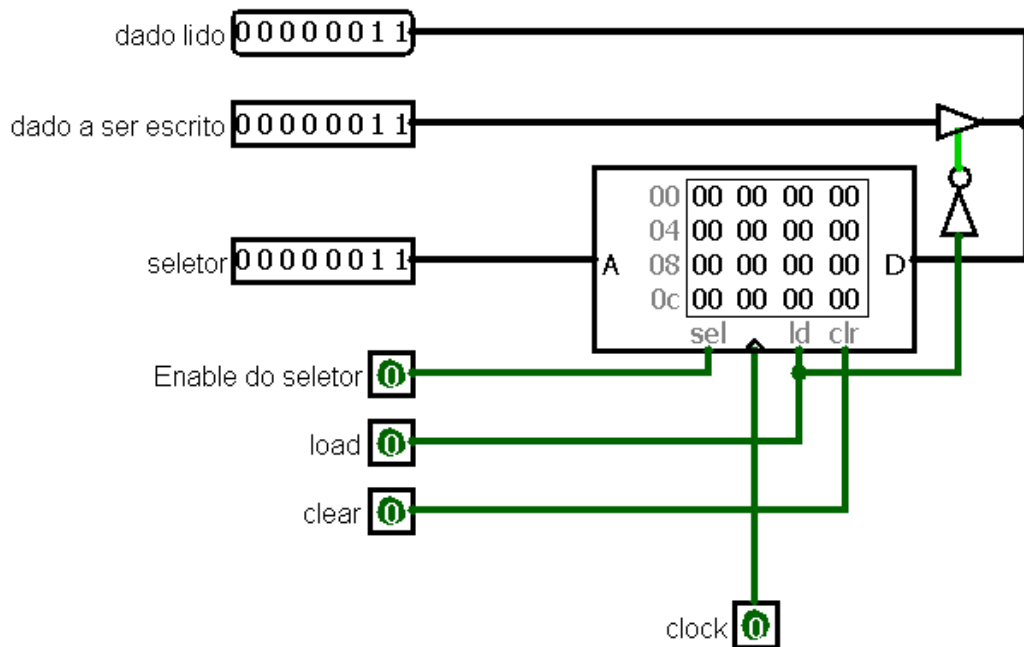 dado lido 00000011
dado a ser escrito 00000011
00 00 00 00 00
04 00 00 00 00
seletor 00000011 A 08 00 00 00 00 D
0c 00 00 00 00
sel ld clr
Enable do seletor 0
load 0
clear 0
clock 0